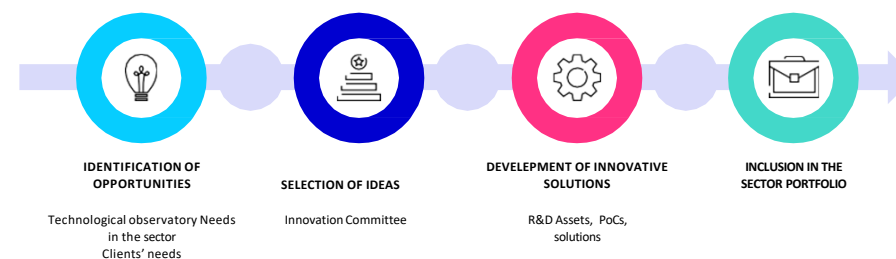 IDENTIFICATION OF
OPPORTUNITIES
Technological observatory Needs
in the sector
Clients’ needs
SELECTION OF IDEAS
Innovation Committee
DEVELEPMENT OF INNOVATIVE
SOLUTIONS
R&D Assets, PoCs,
solutions
INCLUSION IN THE
SECTOR PORTFOLIO